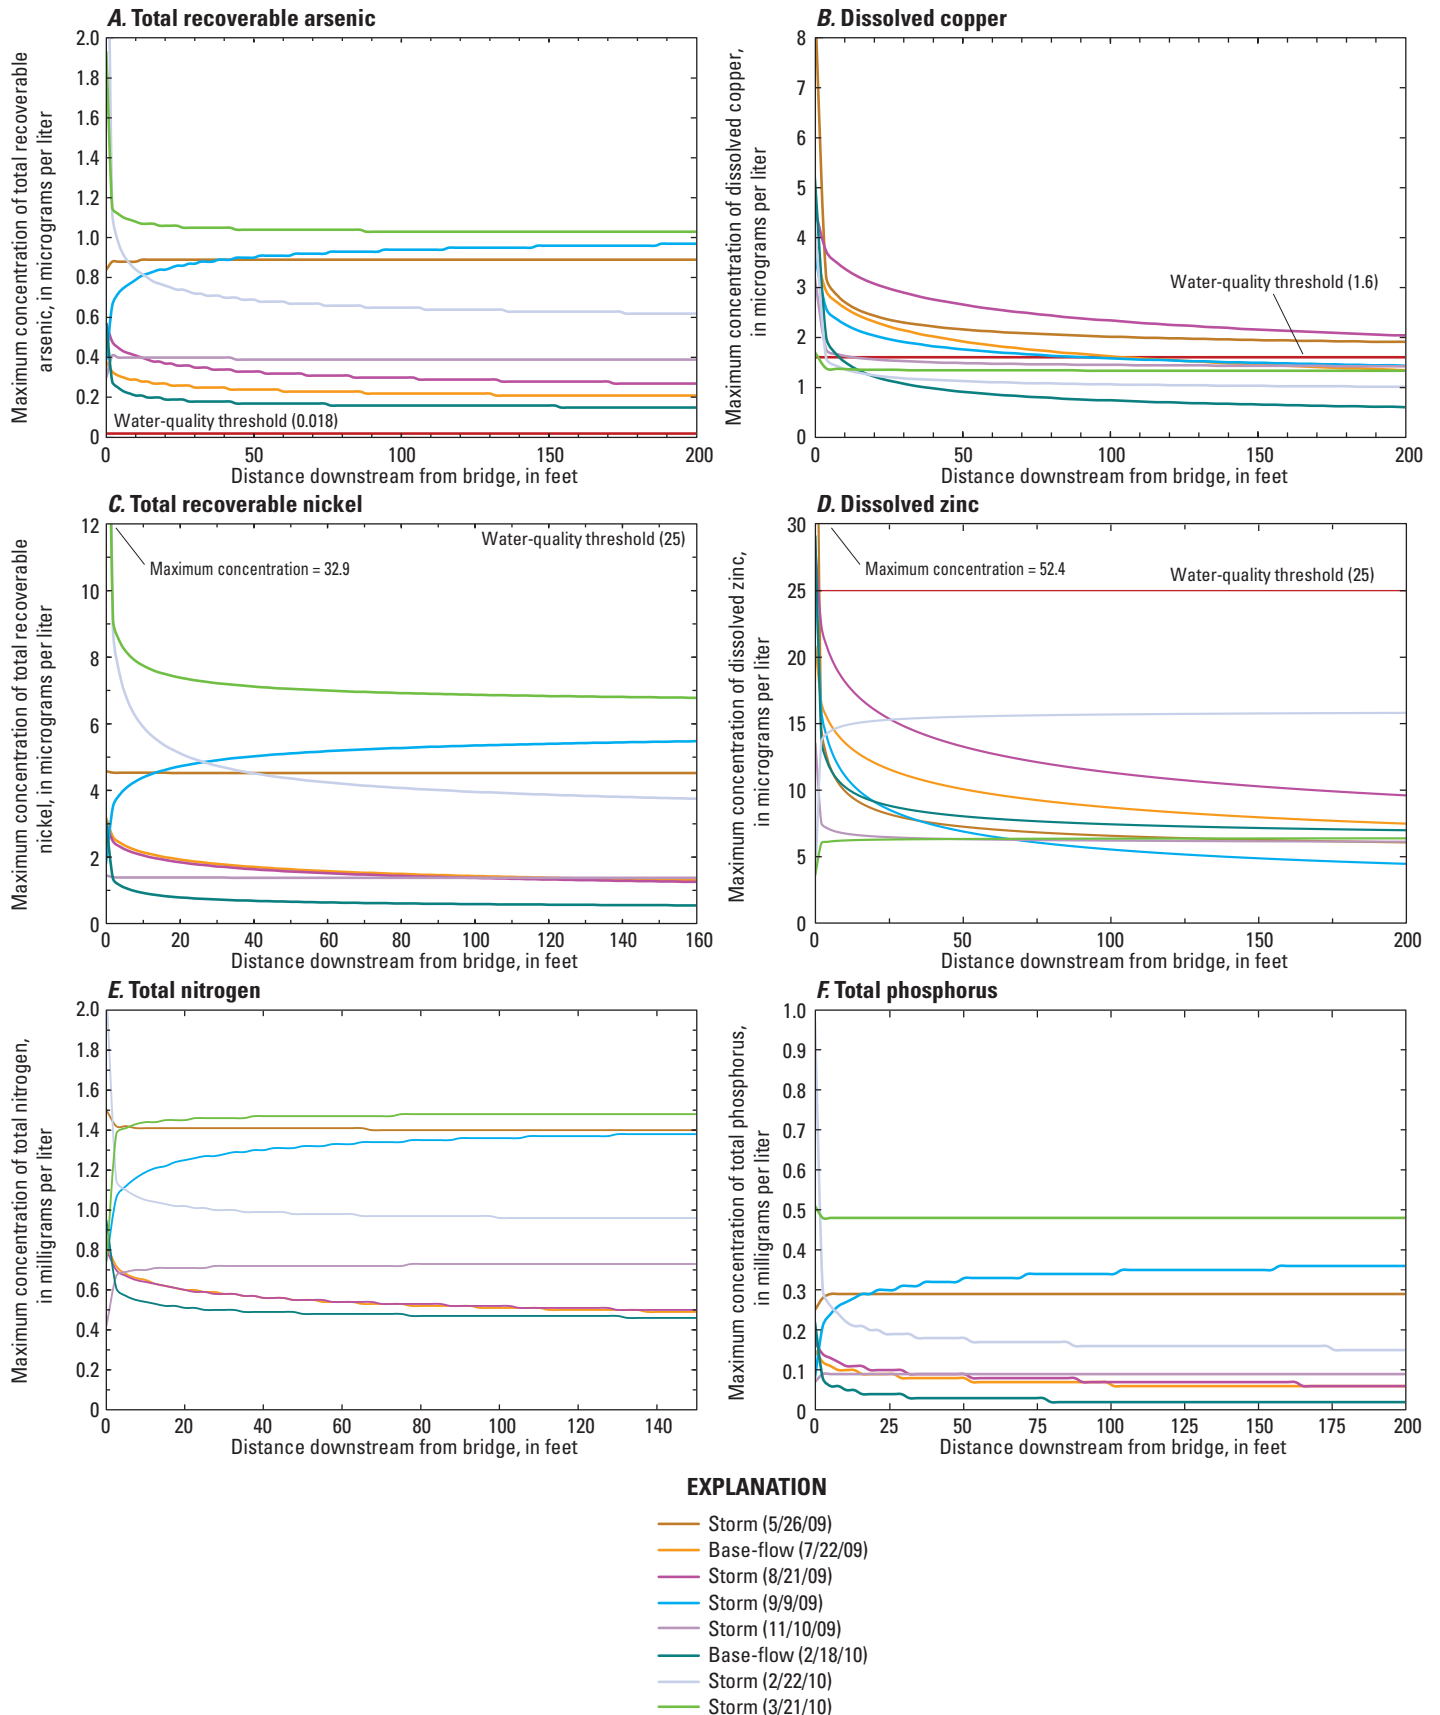 A. Total recoverable arsenic
Maximum concentration of total recoverable
arsenic, in micrograms per liter
2.0
1.8
1.6
1.4
1.2
1.0
0.8
0.6
0.4
0.2
0
Water-quality threshold (0.018)
0 50 100 150 200
Distance downstream from bridge, in feet
B. Dissolved copper
Maximum concentration of dissolved copper,
in micrograms per liter
8
7
6
5
4
3
2
1
0
Water-quality threshold (1.6)
0 50 100 150 200
Distance downstream from bridge, in feet
C. Total recoverable nickel
Maximum concentration of total recoverable
nickel, in micrograms per liter
12
10
8
6
4
2
0
Water-quality threshold (25)
Maximum concentration = 32.9
0 20 40 60 80 100 120 140 160
Distance downstream from bridge, in feet
D. Dissolved zinc
Maximum concentration of dissolved zinc,
in micrograms per liter
30
25
20
15
10
5
0
Maximum concentration = 52.4
Water-quality threshold (25)
0 50 100 150 200
Distance downstream from bridge, in feet
E. Total nitrogen
Maximum concentration of total nitrogen,
in milligrams per liter
2.0
1.8
1.6
1.4
1.2
1.0
0.8
0.6
0.4
0.2
0
0 20 40 60 80 100 120 140
Distance downstream from bridge, in feet
F. Total phosphorus
Maximum concentration of total phosphorus,
in milligrams per liter
1.0
0.9
0.8
0.7
0.6
0.5
0.4
0.3
0.2
0.1
0
0 25 50 75 100 125 150 175 200
Distance downstream from bridge, in feet
EXPLANATION
Storm (5/26/09)
Base-flow (7/22/09)
Storm (8/21/09)
Storm (9/9/09)
Storm (11/10/09)
Base-flow (2/18/10)
Storm (2/22/10)
Storm (3/21/10)